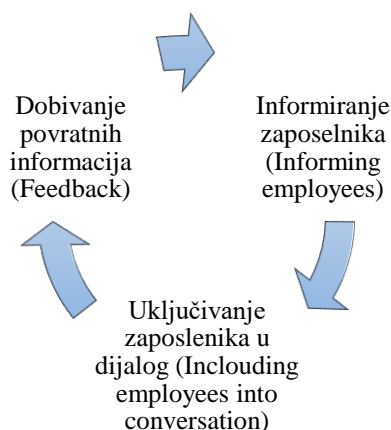 Dobivanje
povratnih
informacija
(Feedback)
Informiranje
zaposelnika
(Informing
employees)
Uključivanje
zaposlenika u
dijalog (Inclouding
employees into
conversation)